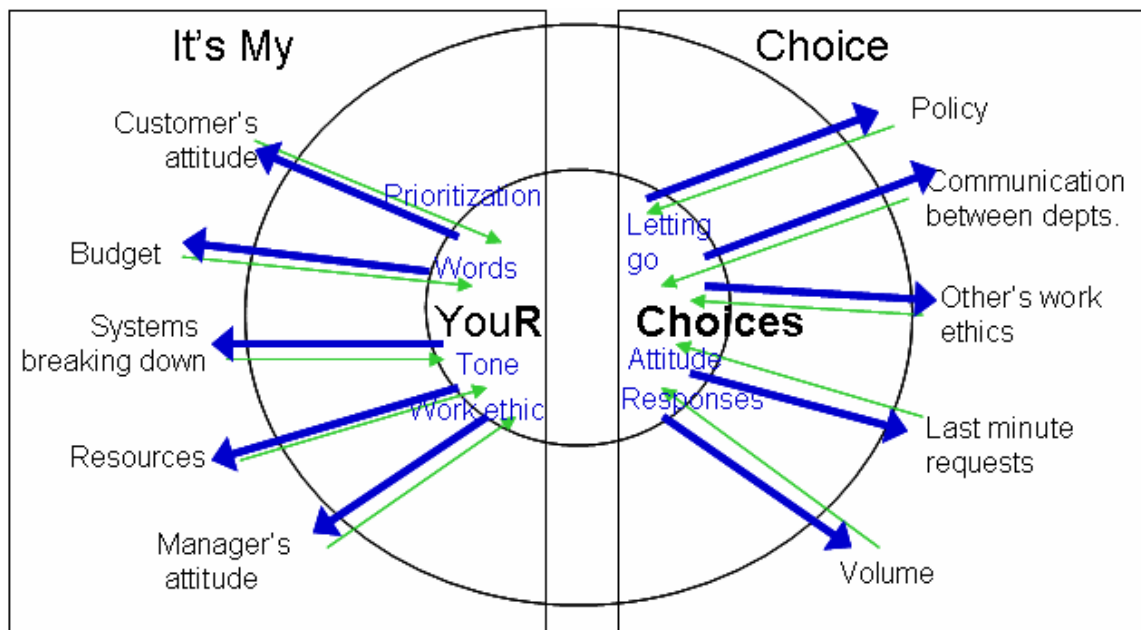 It's My
Choice
Customer's
attitude
Budget
Systems
breaking down
Resources
Manager's
attitude
Prioritization
Words
YouR
Tone
Work ethic
Letting
go
Choices
Attitude
Responses
Policy
Communication
between depts.
Other's work
ethics
Last minute
requests
Volume